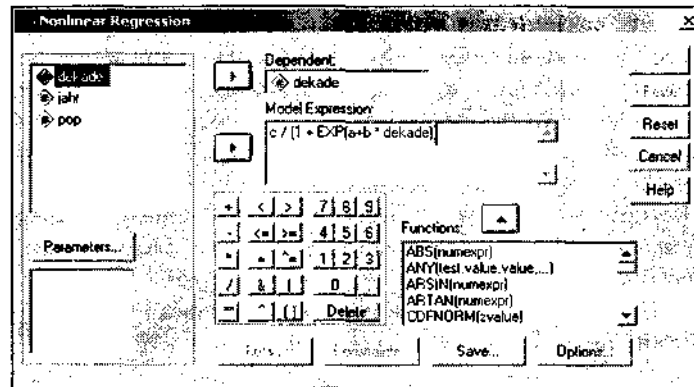 Nonlinear Regression
dekade
jahr
pop
Dependent:
dekade
Model Expression:
c / (1 + EXP(a+b * dekade)
Paste
Reset
Cancel
Help
+ < > 7 8 9
- <= >= 4 5 6
* = ^= 1 2 3
/ & | 0 .
** ^ ( ) Delete
Functions:
ABS(numexpr)
ANY(test,value,value,...)
ARSIN(numexpr)
ARTAN(numexpr)
CDFNORM(zvalue)
Parameters...
Constraints
Save...
Options...